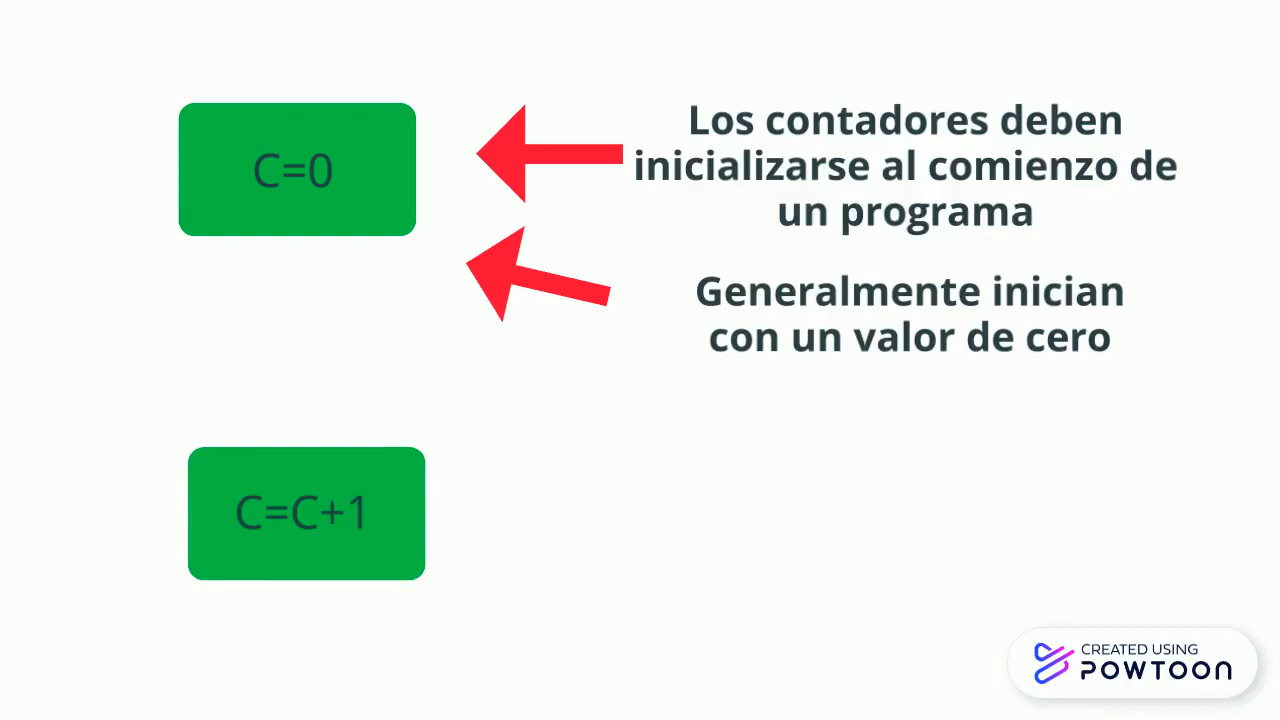 C=0
Los contadores deben
inicializarse al comienzo de
un programa
Generalmente inician
con un valor de cero
C=C+1
CREATED USING
POWTOON